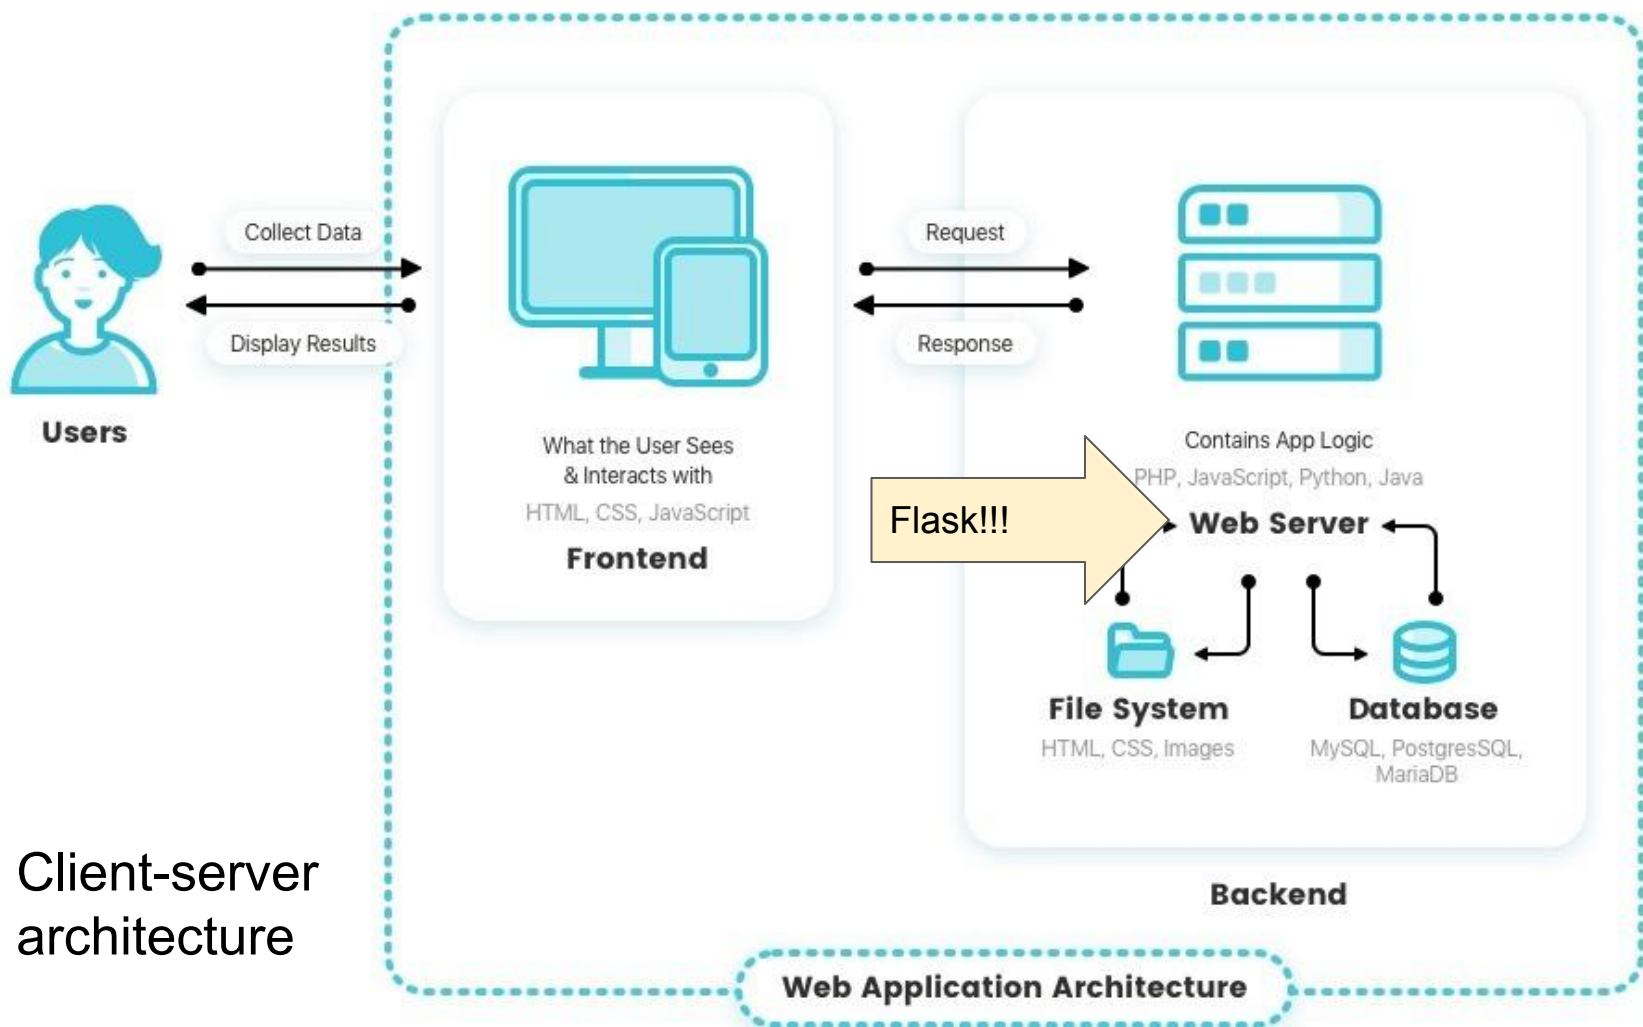 Collect Data
Display Results
Users
What the User Sees
& Interacts with
HTML, CSS, JavaScript
Frontend
Request
Response
Contains App Logic
PHP, JavaScript, Python, Java
Flask!!!
Web Server
File System
HTML, CSS, Images
Database
MySQL, PostgresSQL,
MariaDB
Backend
Client-server
architecture
Web Application Architecture